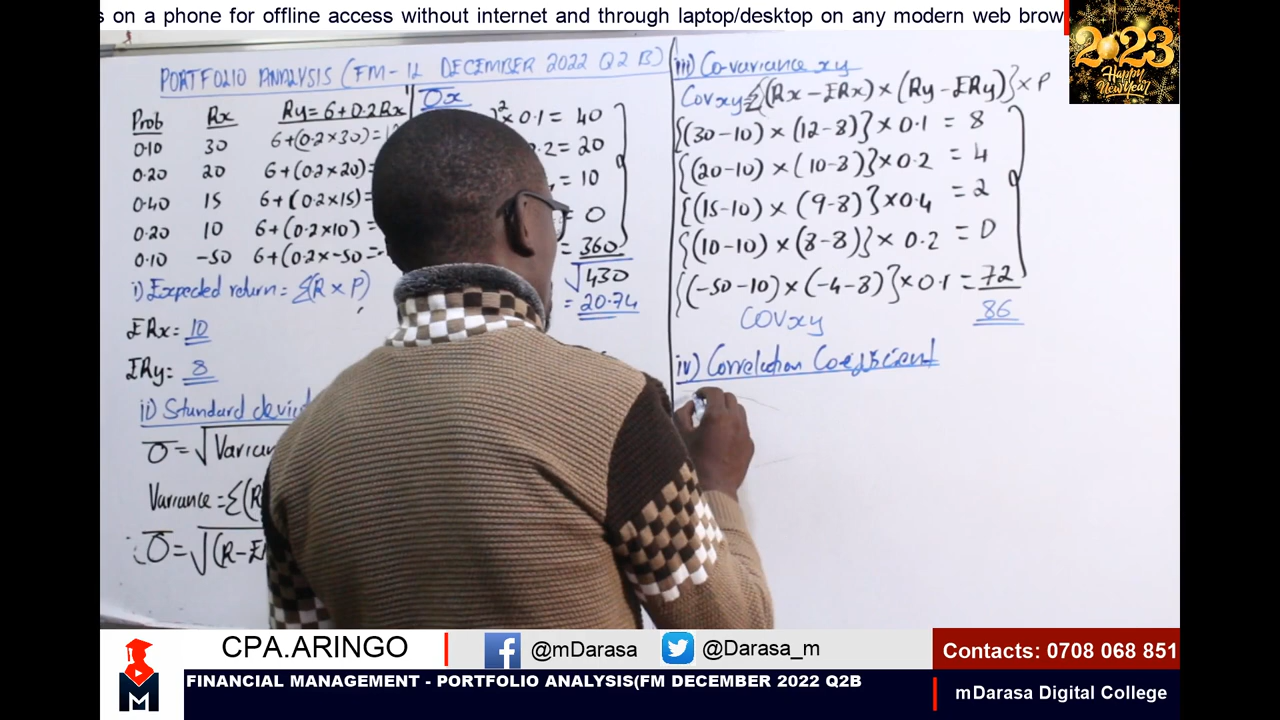 s on a phone for offline access without internet and through laptop/desktop on any modern web brow
2023
Happy
New Year
PORTFOLIO ANALYSIS (FM-12 DECEMBER 2022 Q2 B)
Prob Rx Ry = 6+0.2Rx
0.10 30 6+(0.2×30)=
0.20 20 6+(0.2×20)=
0.40 15 6+(0.2×15)=
0.20 10 6+(0.2×10)=
0.10 -50 6+(0.2×-50=
i) Expected return = Σ(R × P)
ERx = 10
ERy = 8
ii) Standard devi
σ = √Varian
Variance = Σ(R
∴ σ = √(R-E
σx
² × 0.1 = 40
0.2 = 20
= 10
= 0
= 360
√430
= 20.74
iii) Co-variance xy
Covxy = Σ{(Rx - ERx) × (Ry - ERy)} × P
{(30-10) × (12-8)} × 0.1 = 8
{(20-10) × (10-8)} × 0.2 = 4
{(15-10) × (9-8)} × 0.4 = 2
{(10-10) × (8-8)} × 0.2 = 0
{(-50-10) × (-4-8)} × 0.1 = 72
COVxy 86
iv) Correlation Coefficient
CPA.ARINGO
@mDarasa
@Darasa_m
Contacts: 0708 068 851
M
FINANCIAL MANAGEMENT - PORTFOLIO ANALYSIS(FM DECEMBER 2022 Q2B
mDarasa Digital College